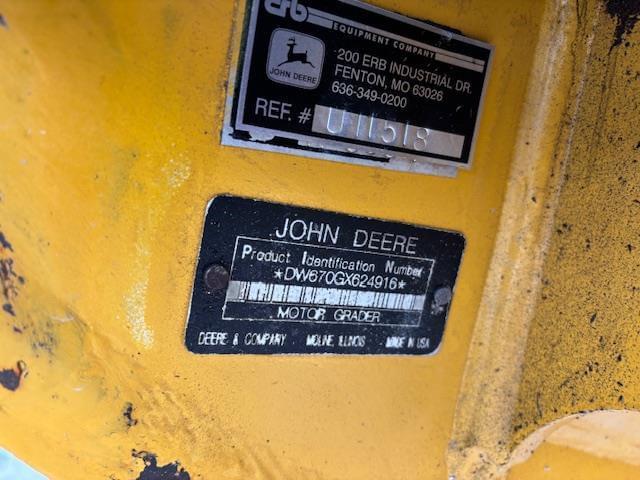 erb
EQUIPMENT COMPANY
JOHN DEERE
200 ERB INDUSTRIAL DR.
FENTON, MO 63026
636-349-0200
REF. # U11518
JOHN DEERE
Product Identification Number
*DW670GX624916*
MOTOR GRADER
DEERE & COMPANY MOLINE, ILLINOIS MADE IN USA